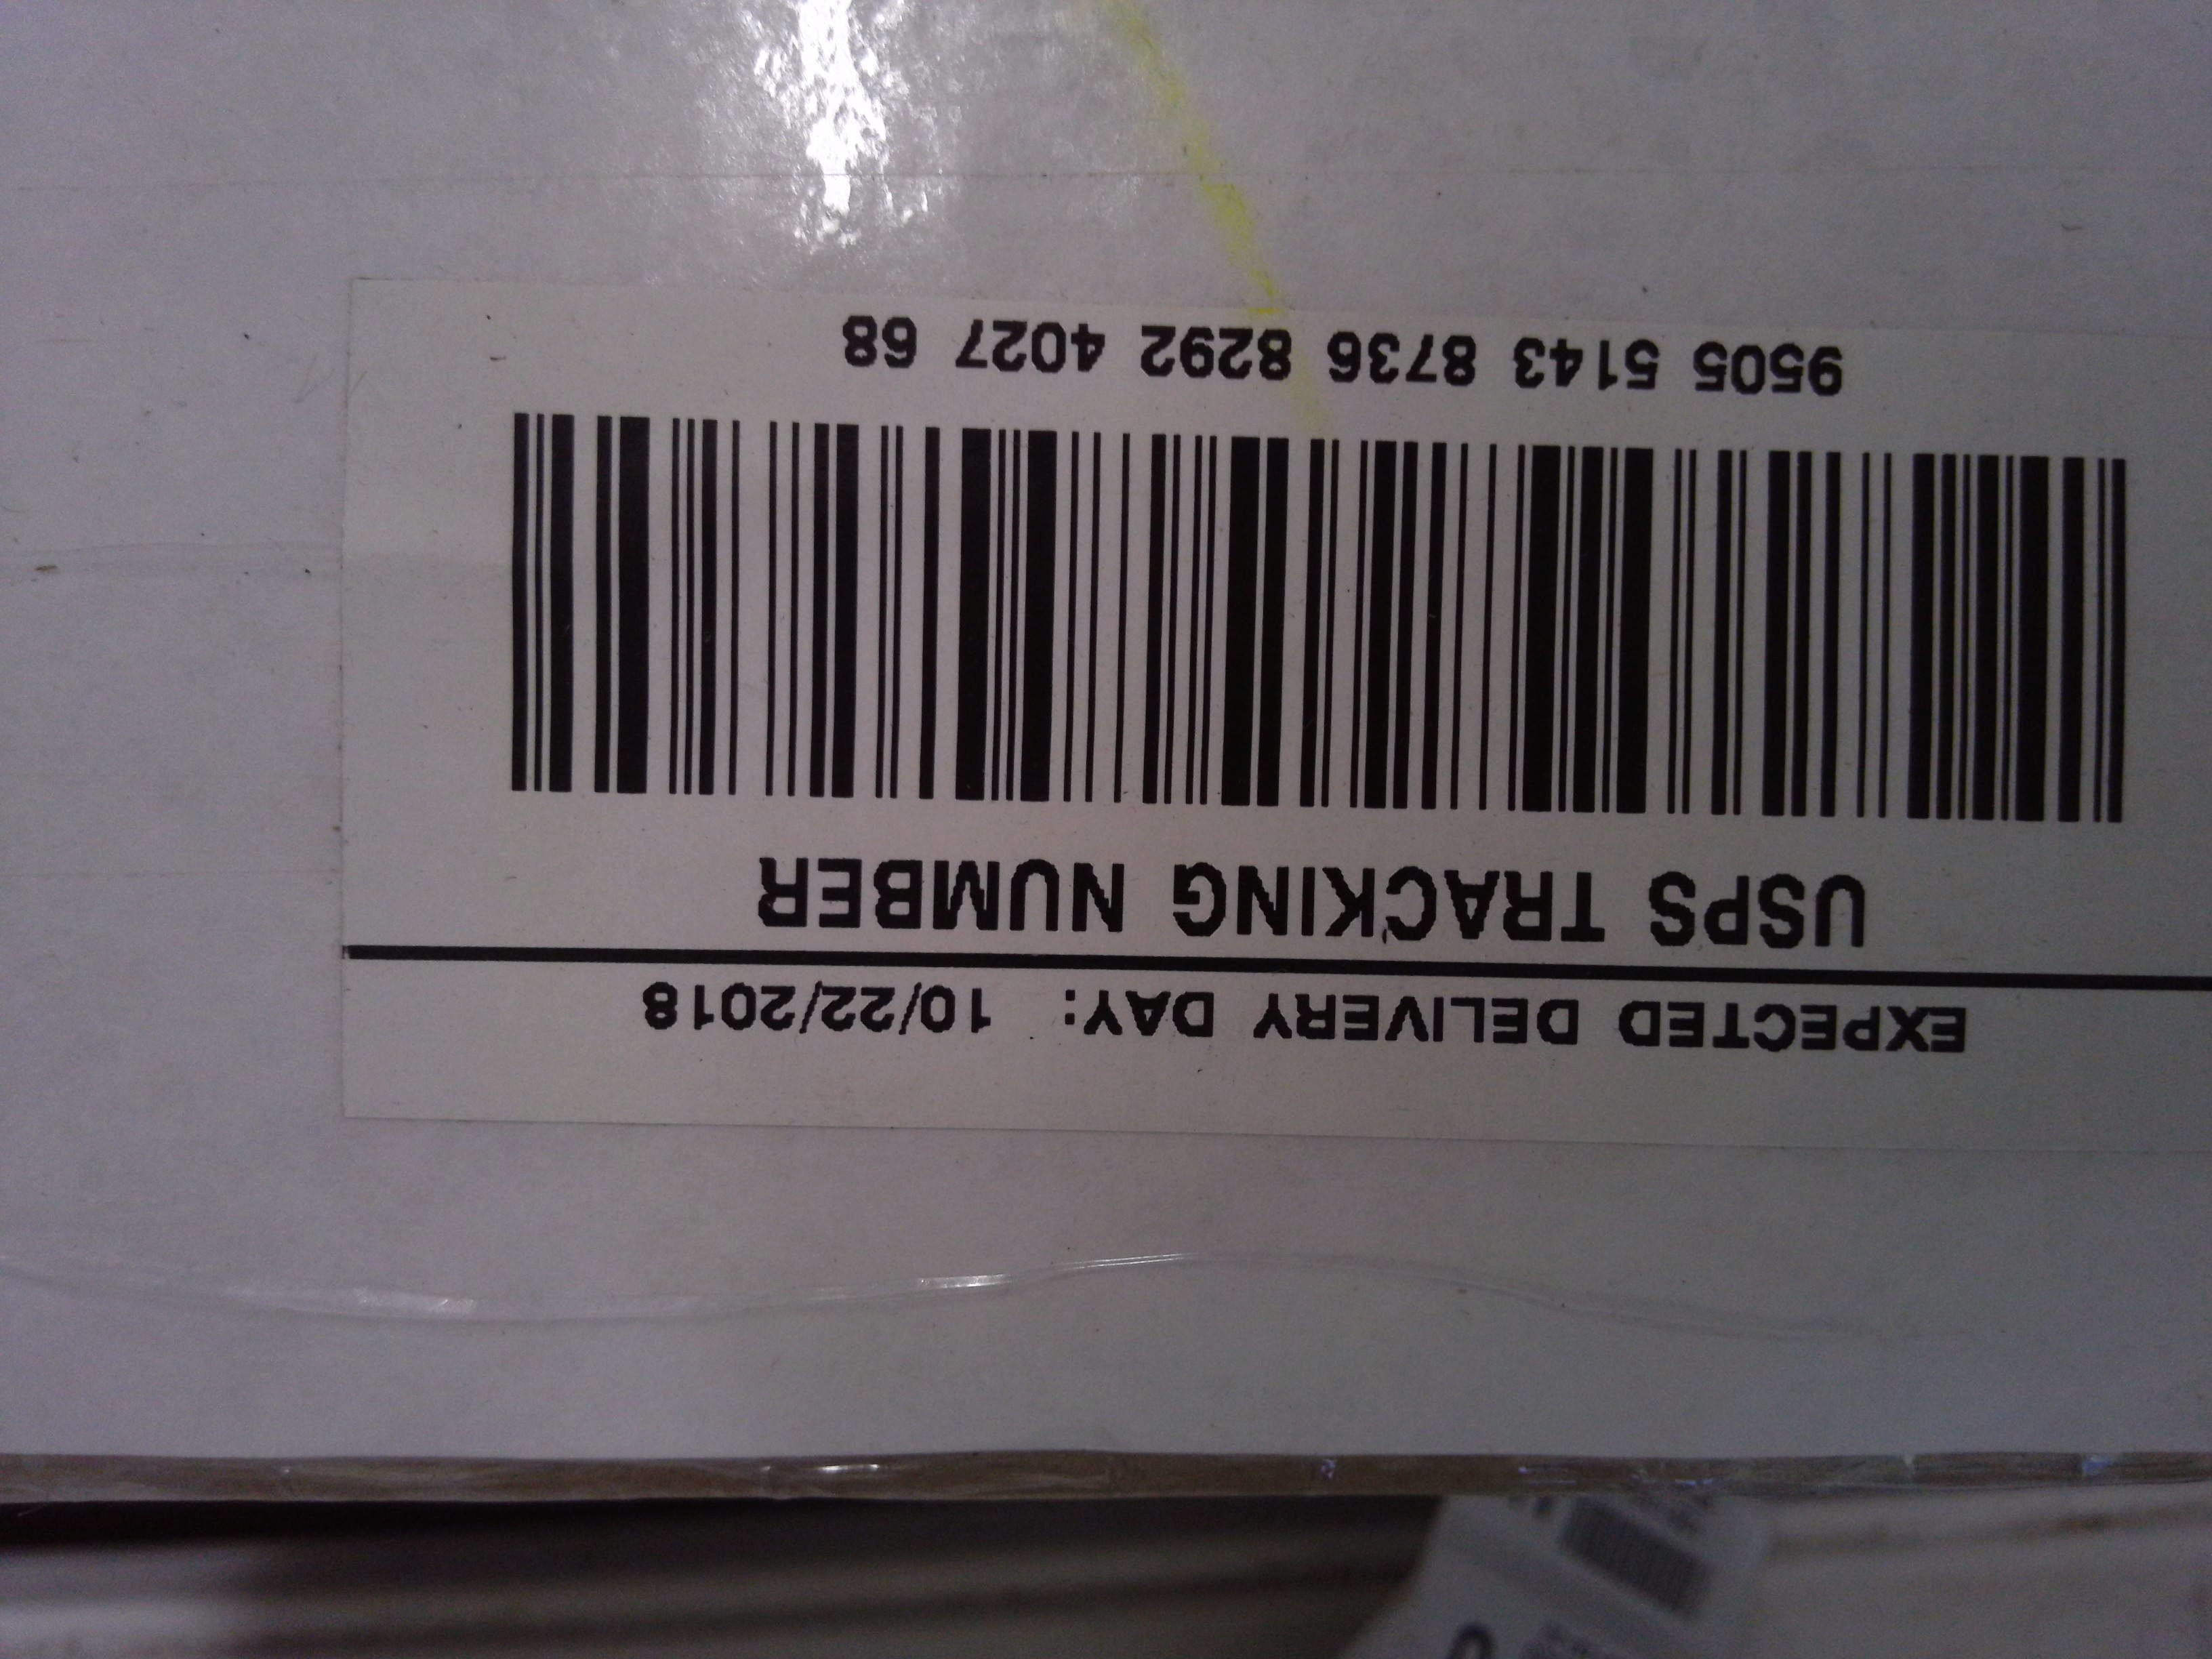 EXPECTED DELIVERY DAY: 10/22/2018
USPS TRACKING NUMBER
9505 5143 8736 8292 4027 68